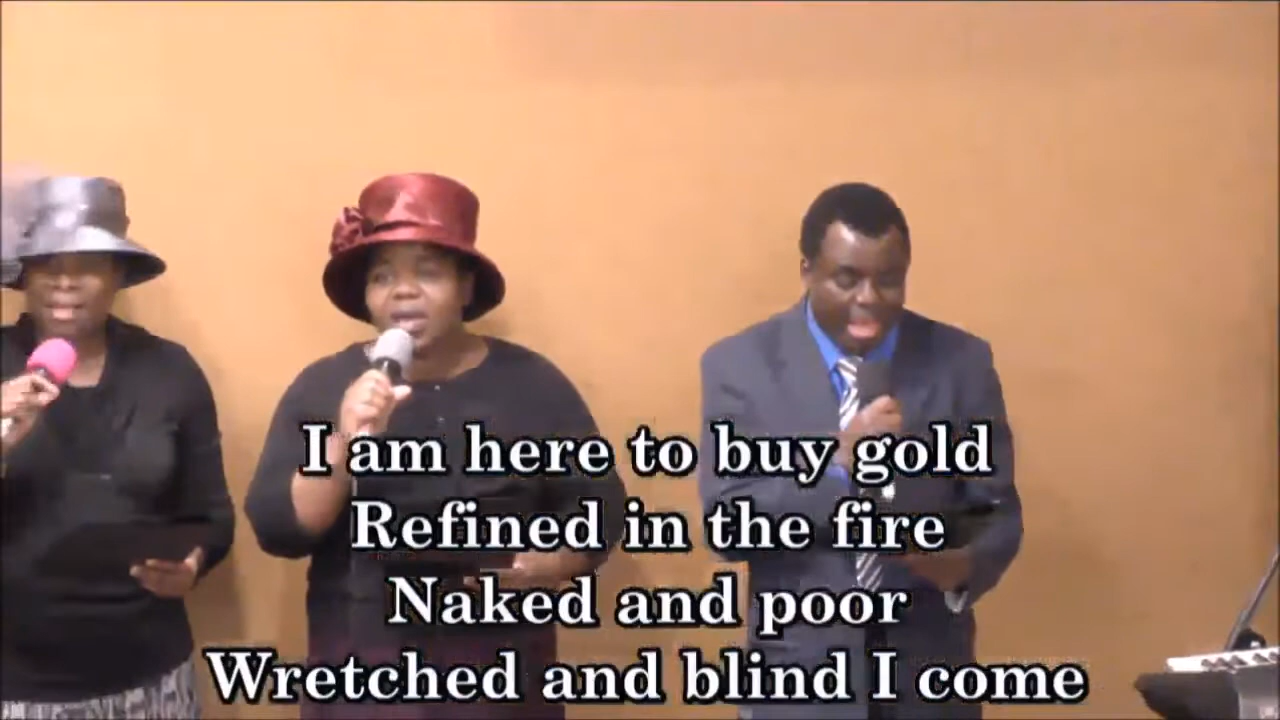 I am here to buy gold
Refined in the fire
Naked and poor
Wretched and blind I come